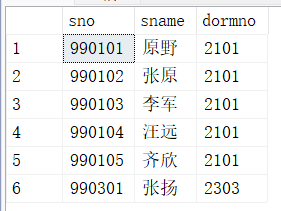 sno sname dormno
1 990101 原野 2101
2 990102 张原 2101
3 990103 李军 2101
4 990104 汪远 2101
5 990105 齐欣 2101
6 990301 张扬 2303